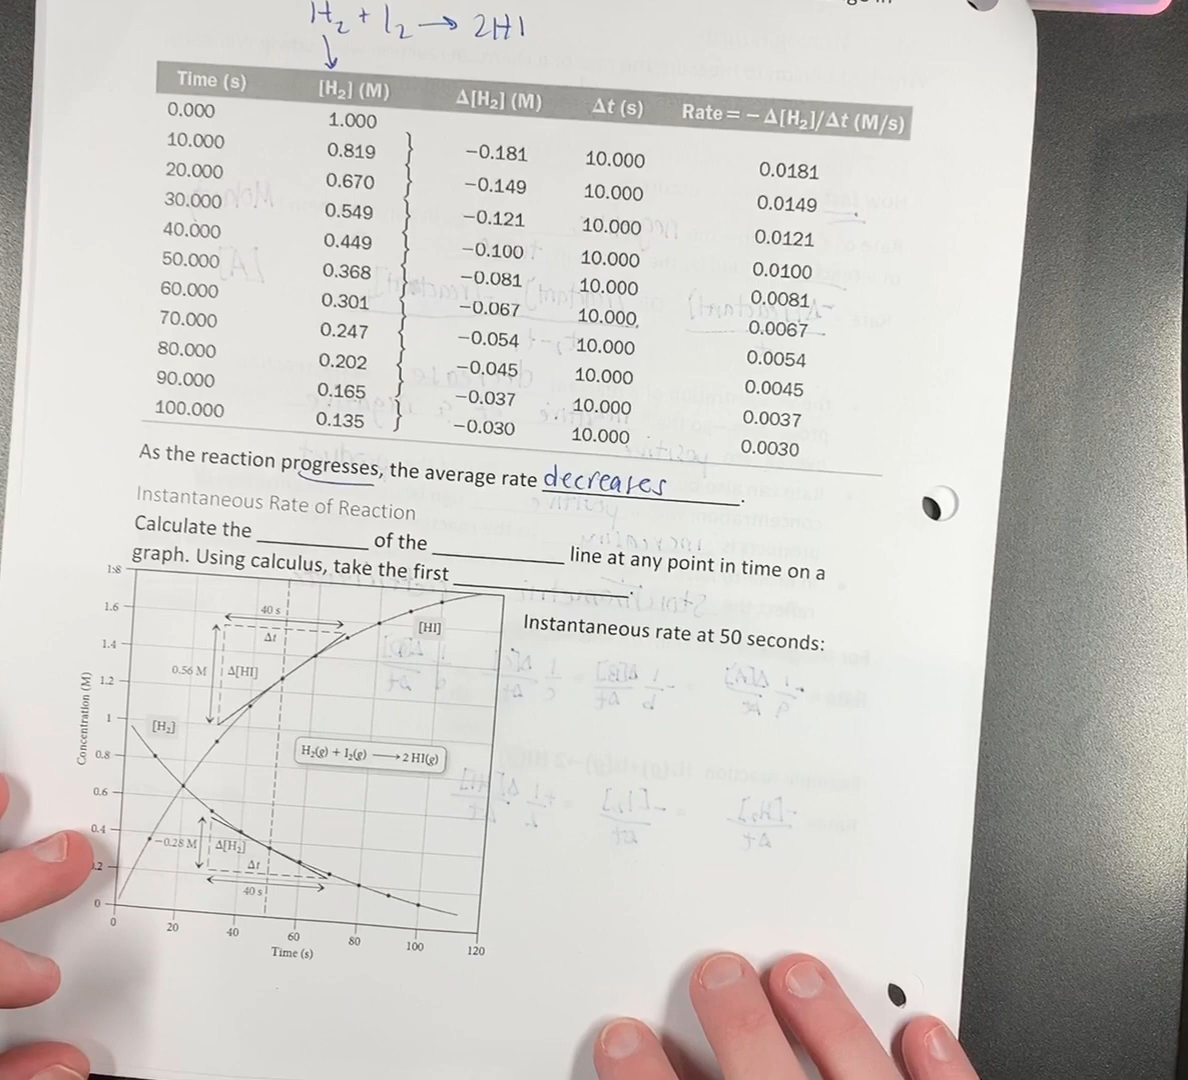 H₂ + I₂ → 2HI
↓
Time (s) [H₂] (M) Δ[H₂] (M) Δt (s) Rate = − Δ[H₂]/Δt (M/s)
0.000 1.000
10.000 0.819 −0.181 10.000 0.0181
20.000 0.670 −0.149 10.000 0.0149
30.000 0.549 −0.121 10.000 0.0121
40.000 0.449 −0.100 10.000 0.0100
50.000 0.368 −0.081 10.000 0.0081
60.000 0.301 −0.067 10.000 0.0067
70.000 0.247 −0.054 10.000 0.0054
80.000 0.202 −0.045 10.000 0.0045
90.000 0.165 −0.037 10.000 0.0037
100.000 0.135 −0.030 10.000 0.0030
As the reaction progresses, the average rate decreases.
Instantaneous Rate of Reaction
Calculate the __________ of the ____________ line at any point in time on a
graph. Using calculus, take the first ________________.
Instantaneous rate at 50 seconds:
1.8
1.6
1.4
1.2
1
0.8
0.6
0.4
0
Concentration (M)
40 s
Δt
[HI]
0.56 M Δ[HI]
[H₂]
H₂(g) + I₂(g) ⟶ 2 HI(g)
−0.28 M Δ[H₂]
Δt
40 s
0 20 40 60 80 100 120
Time (s)